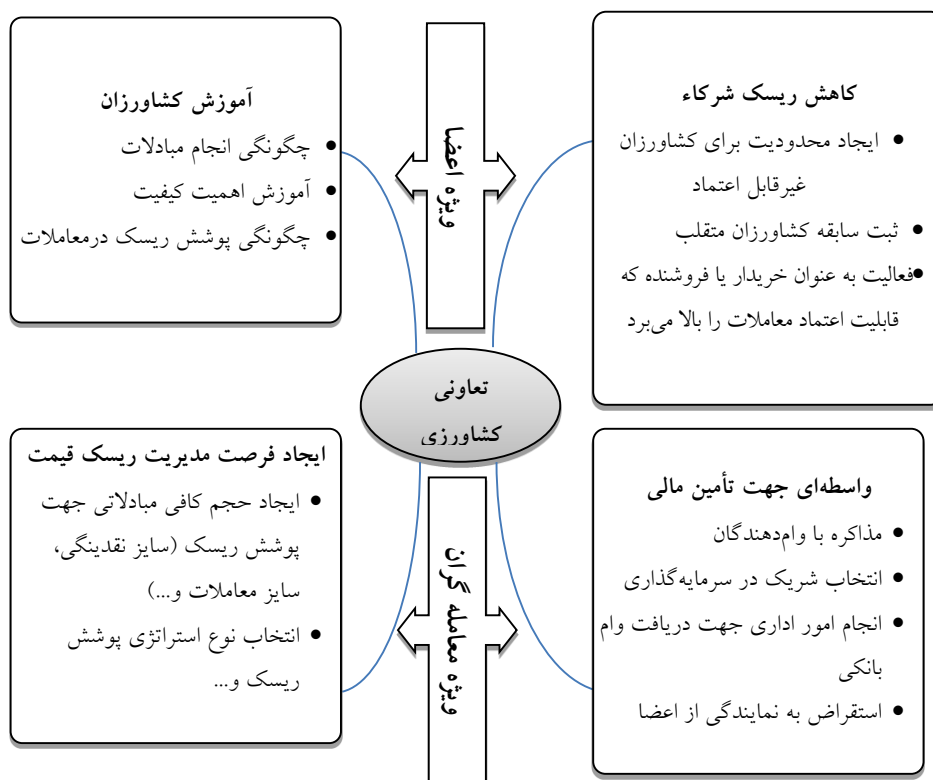 کاهش ریسک شرکاء
• ایجاد محدودیت برای کشاورزان
غیرقابل اعتماد
• ثبت سابقه کشاورزان متقلب
• فعالیت به عنوان خریدار یا فروشنده که
قابلیت اعتماد معاملات را بالا می‌برد
ویژه اعضا
آموزش کشاورزان
• چگونگی انجام مبادلات
• آموزش اهمیت کیفیت
• چگونگی پوشش ریسک درمعاملات
تعاونی
کشاورزی
واسطه‌ای جهت تأمین مالی
• مذاکره با وام‌دهندگان
• انتخاب شریک در سرمایه‌گذاری
• انجام امور اداری جهت دریافت وام
بانکی
• استقراض به نمایندگی از اعضا
ویژه معامله گران
ایجاد فرصت مدیریت ریسک قیمت
• ایجاد حجم کافی مبادلاتی جهت
پوشش ریسک (سایز نقدینگی،
سایز معاملات و...)
• انتخاب نوع استراتژی پوشش
ریسک و...